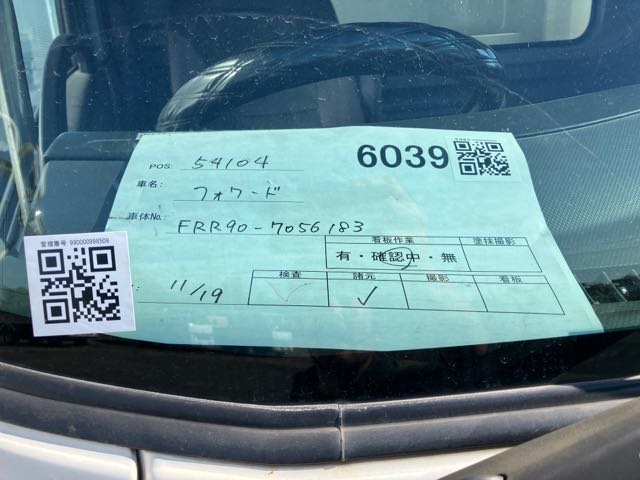 POS: 54104
6039
車名: フォワード
車体No.: FRR90-7056183
看板作業 塗抹撮影
有・確認中・無
管理番号 990000998509
11/19
検査 諸元 撮影 看板